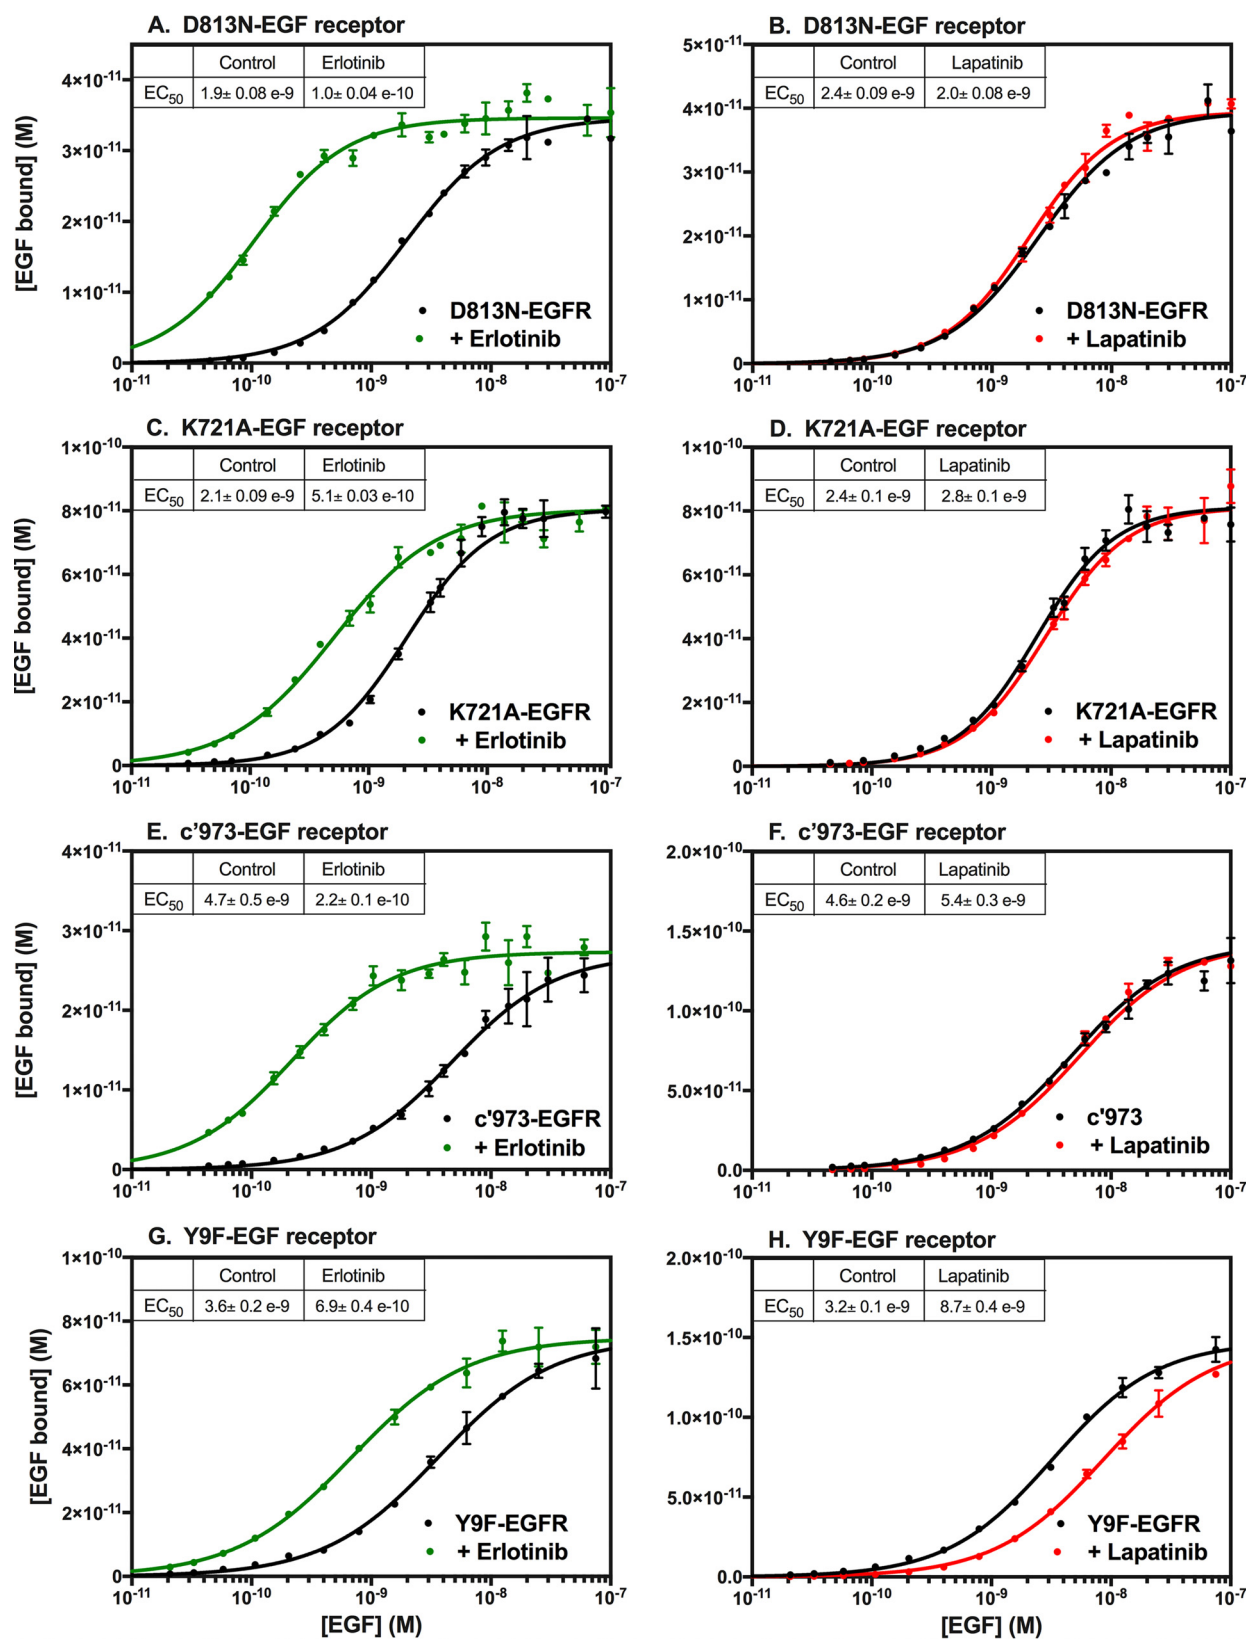 A. D813N-EGF receptor
Control Erlotinib
EC50 1.9± 0.08 e-9 1.0± 0.04 e-10
4×10-11
3×10-11
2×10-11
1×10-11
0
[EGF bound] (M)
D813N-EGFR
+ Erlotinib
10-11 10-10 10-9 10-8 10-7
B. D813N-EGF receptor
Control Lapatinib
EC50 2.4± 0.09 e-9 2.0± 0.08 e-9
5×10-11
4×10-11
3×10-11
2×10-11
1×10-11
0
D813N-EGFR
+ Lapatinib
10-11 10-10 10-9 10-8 10-7
C. K721A-EGF receptor
Control Erlotinib
EC50 2.1± 0.09 e-9 5.1± 0.03 e-10
1×10-10
8×10-11
6×10-11
4×10-11
2×10-11
0
[EGF bound] (M)
K721A-EGFR
+ Erlotinib
10-11 10-10 10-9 10-8 10-7
D. K721A-EGF receptor
Control Lapatinib
EC50 2.4± 0.1 e-9 2.8± 0.1 e-9
1×10-10
8×10-11
6×10-11
4×10-11
2×10-11
0
K721A-EGFR
+ Lapatinib
10-11 10-10 10-9 10-8 10-7
E. c'973-EGF receptor
Control Erlotinib
EC50 4.7± 0.5 e-9 2.2± 0.1 e-10
4×10-11
3×10-11
2×10-11
1×10-11
0
[EGF bound] (M)
c'973-EGFR
+ Erlotinib
10-11 10-10 10-9 10-8 10-7
F. c'973-EGF receptor
Control Lapatinib
EC50 4.6± 0.2 e-9 5.4± 0.3 e-9
2.0×10-10
1.5×10-10
1.0×10-10
5.0×10-11
0.0
c'973
+ Lapatinib
10-11 10-10 10-9 10-8 10-7
G. Y9F-EGF receptor
Control Erlotinib
EC50 3.6± 0.2 e-9 6.9± 0.4 e-10
1×10-10
8×10-11
6×10-11
4×10-11
2×10-11
0
[EGF bound] (M)
Y9F-EGFR
+ Erlotinib
10-11 10-10 10-9 10-8 10-7
[EGF] (M)
H. Y9F-EGF receptor
Control Lapatinib
EC50 3.2± 0.1 e-9 8.7± 0.4 e-9
2.0×10-10
1.5×10-10
1.0×10-10
5.0×10-11
0.0
Y9F-EGFR
+ Lapatinib
10-11 10-10 10-9 10-8 10-7
[EGF] (M)